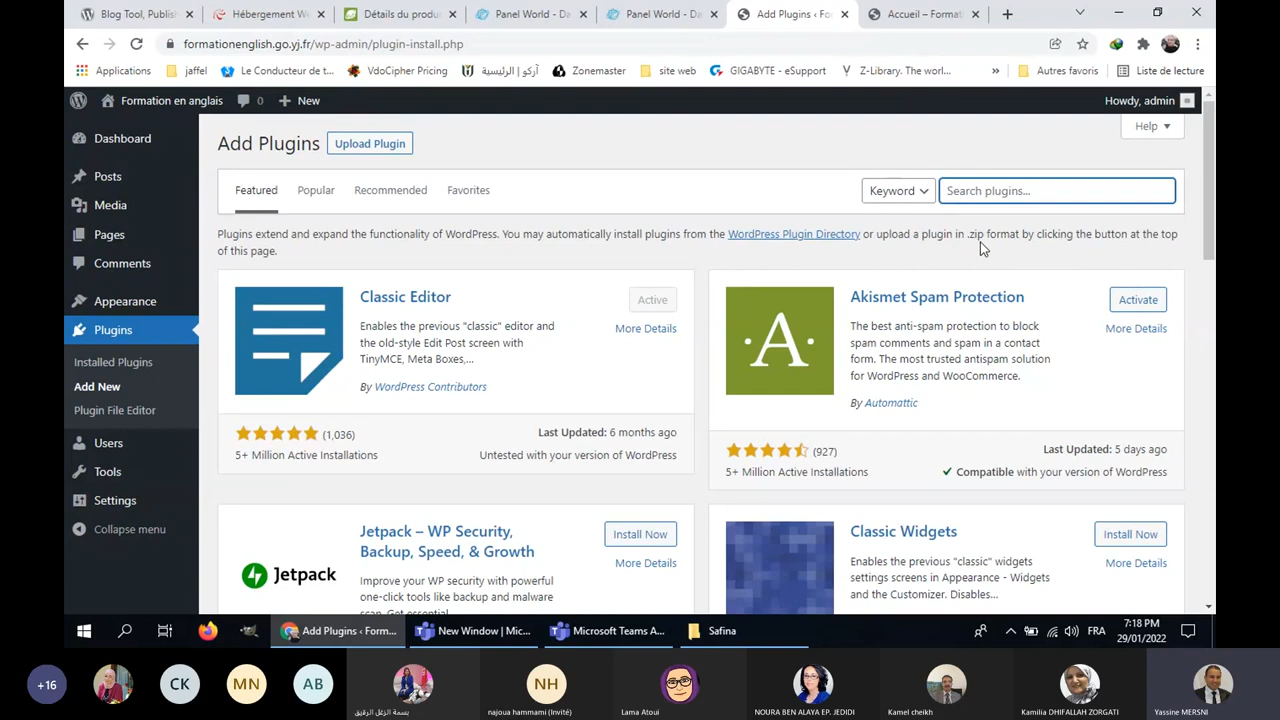 Blog Tool, Publish
Hébergement We
Détails du produ
Panel World - Da
Panel World - Da
Add Plugins ‹ Fo
Accueil – Formati
formationenglish.go.yj.fr/wp-admin/plugin-install.php
Applications
jaffel
Le Conducteur de t...
VdoCipher Pricing
آركو | الرئيسية
Zonemaster
site web
GIGABYTE - eSupport
Z-Library. The worl...
»
Autres favoris
Liste de lecture
Formation en anglais
0
New
Howdy, admin
Dashboard
Posts
Media
Pages
Comments
Appearance
Plugins
Installed Plugins
Add New
Plugin File Editor
Users
Tools
Settings
Collapse menu
Help
Add Plugins
Upload Plugin
Featured
Popular
Recommended
Favorites
Keyword
Search plugins...
Plugins extend and expand the functionality of WordPress. You may automatically install plugins from the WordPress Plugin Directory or upload a plugin in .zip format by clicking the button at the top
of this page.
Classic Editor
Active
More Details
Enables the previous "classic" editor and
the old-style Edit Post screen with
TinyMCE, Meta Boxes,...
By WordPress Contributors
(1,036)
5+ Million Active Installations
Last Updated: 6 months ago
Untested with your version of WordPress
A
Akismet Spam Protection
Activate
More Details
The best anti-spam protection to block
spam comments and spam in a contact
form. The most trusted antispam solution
for WordPress and WooCommerce.
By Automattic
(927)
5+ Million Active Installations
Last Updated: 5 days ago
Compatible with your version of WordPress
Jetpack
Jetpack – WP Security,
Backup, Speed, & Growth
Install Now
More Details
Improve your WP security with powerful
one-click tools like backup and malware
scan. Get essential
Classic Widgets
Install Now
More Details
Enables the previous "classic" widgets
settings screens in Appearance - Widgets
and the Customizer. Disables...
Add Plugins ‹ Form...
New Window | Mic...
Microsoft Teams A...
Safina
FRA
7:18 PM
29/01/2022
+16
CK
MN
AB
بسمة الزغل الرقيق
NH
najoua hammami (Invité)
Lama Atoui
NOURA BEN ALAYA EP. JEDIDI
Kamel cheikh
Kamilia DHIFALLAH ZORGATI
Yassine MERSNI